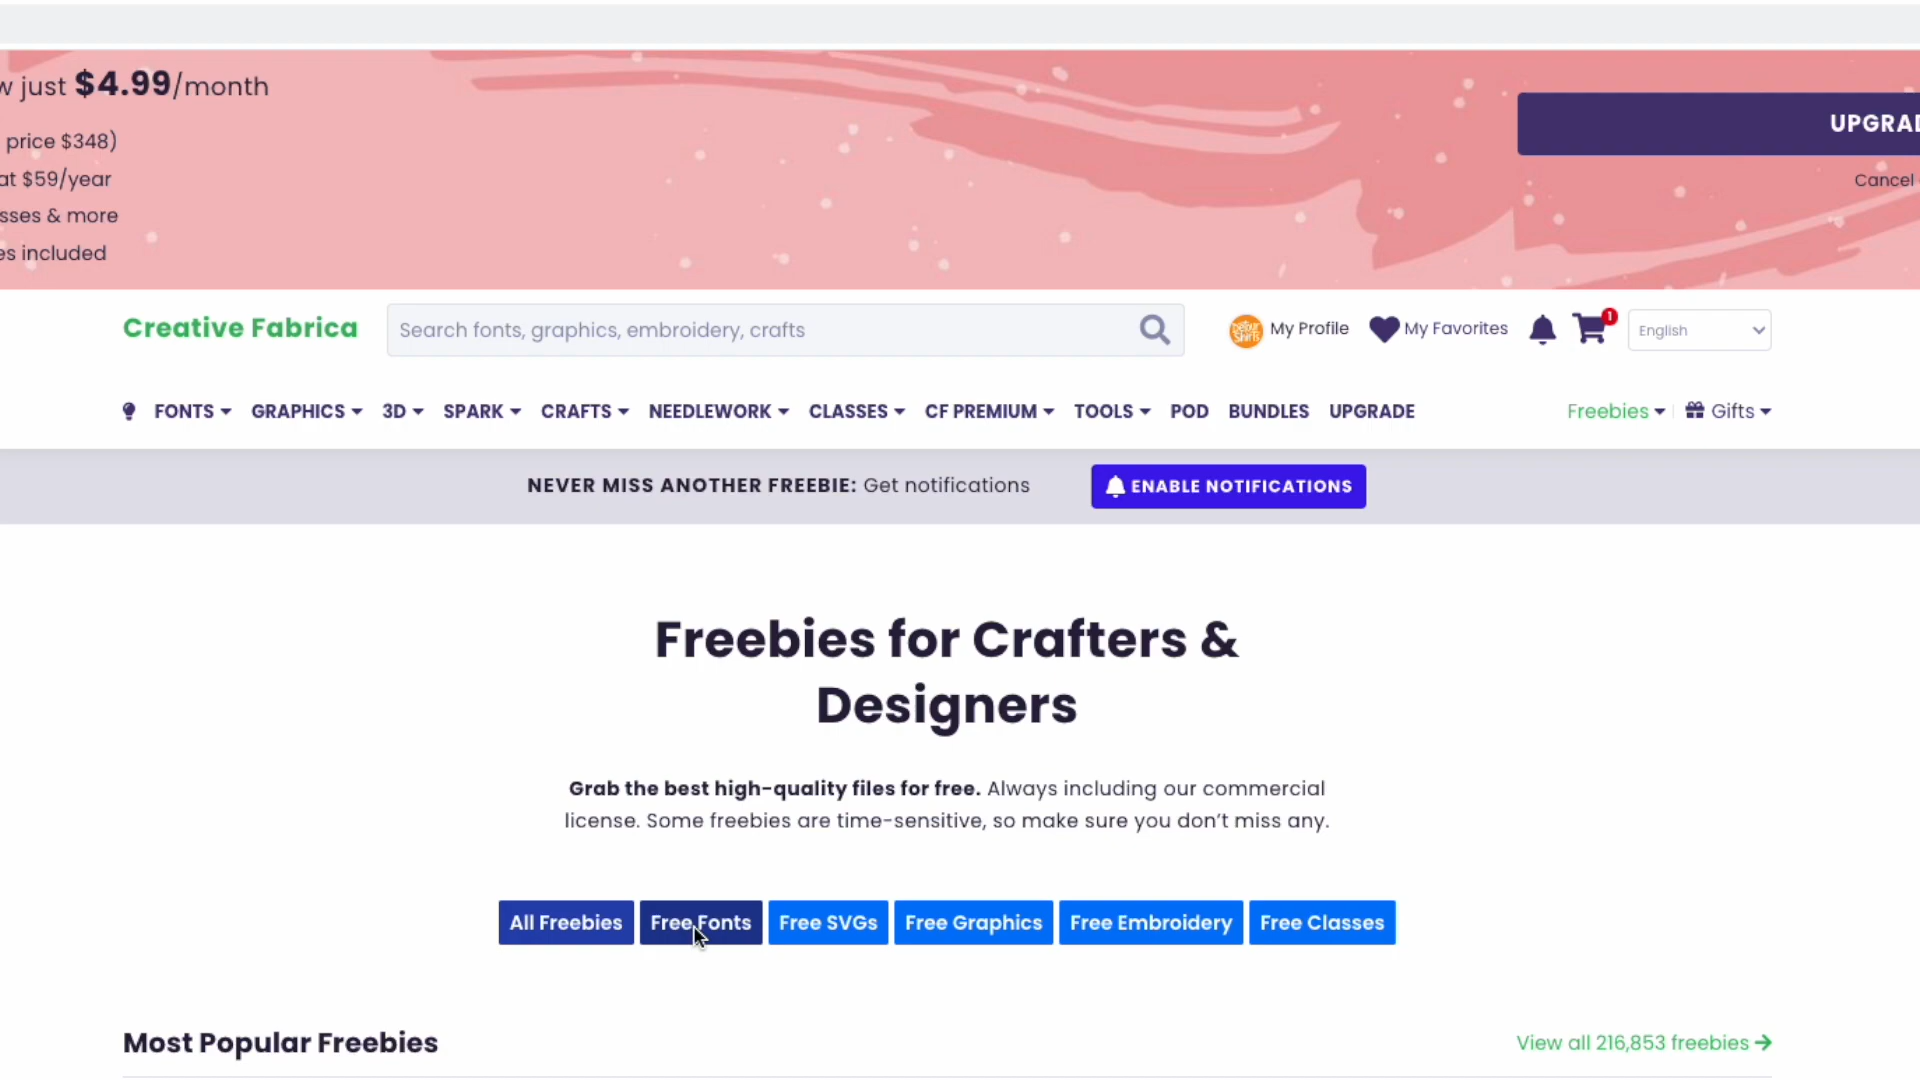 just $4.99/month
price $348)
at $59/year
& more
included
UPGRAD
Cancel
Creative Fabrica
Search fonts, graphics, embroidery, crafts
Detour Shirts
My Profile
My Favorites
1
English
FONTS GRAPHICS 3D SPARK CRAFTS NEEDLEWORK CLASSES CF PREMIUM TOOLS POD BUNDLES UPGRADE Freebies Gifts
NEVER MISS ANOTHER FREEBIE: Get notifications
ENABLE NOTIFICATIONS
Freebies for Crafters &
Designers
Grab the best high-quality files for free. Always including our commercial
license. Some freebies are time-sensitive, so make sure you don't miss any.
All Freebies Free Fonts Free SVGs Free Graphics Free Embroidery Free Classes
Most Popular Freebies
View all 216,853 freebies